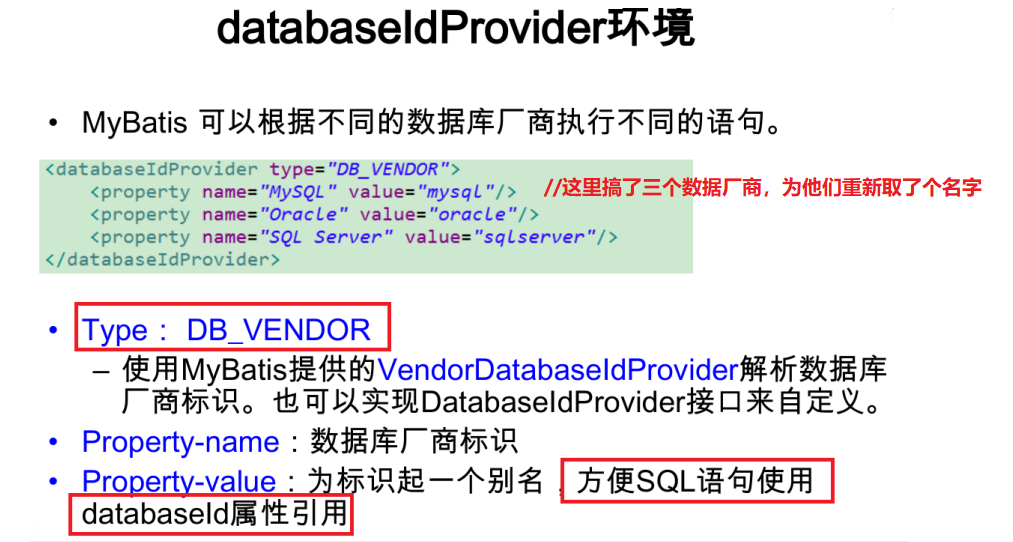 databaseIdProvider环境
• MyBatis 可以根据不同的数据库厂商执行不同的语句。
<databaseIdProvider type="DB_VENDOR">
<property name="MySQL" value="mysql"/> //这里搞了三个数据厂商，为他们重新取了个名字
<property name="Oracle" value="oracle"/>
<property name="SQL Server" value="sqlserver"/>
</databaseIdProvider>
• Type： DB_VENDOR
– 使用MyBatis提供的VendorDatabaseIdProvider解析数据库
厂商标识。也可以实现DatabaseIdProvider接口来自定义。
• Property-name：数据库厂商标识
• Property-value：为标识起一个别名，方便SQL语句使用
databaseId属性引用